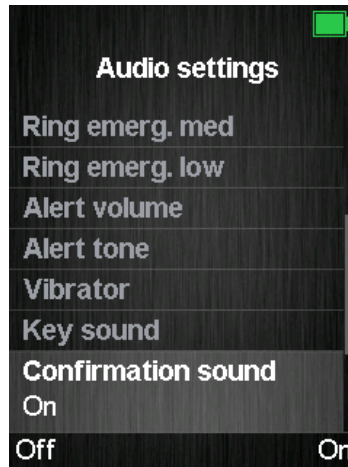 Audio settings
Ring emerg. med
Ring emerg. low
Alert volume
Alert tone
Vibrator
Key sound
Confirmation sound
On
Off On